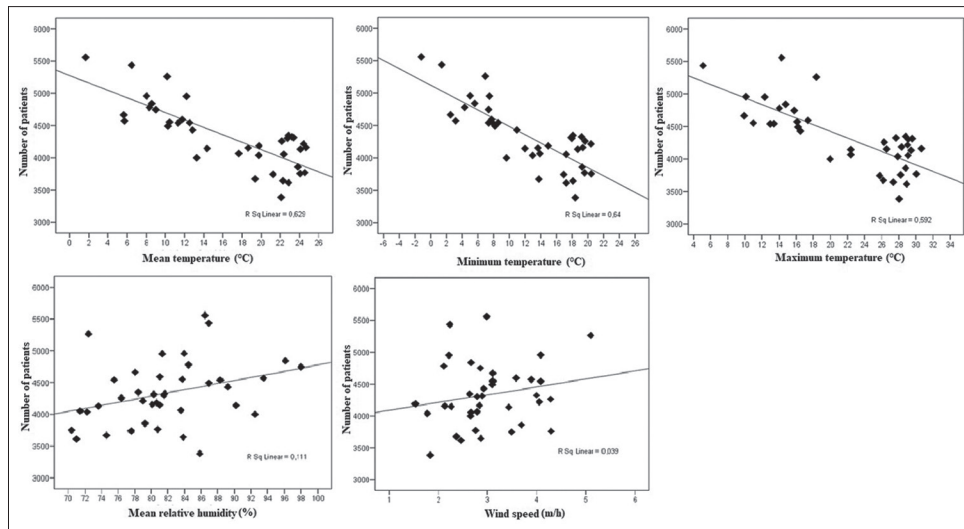 6000
5500
5000
4500
4000
3500
3000
Number of patients
R Sq Linear = 0,628
0 2 4 6 8 10 12 14 16 18 20 22 24 26
Mean temperature (°C)
6000
5500
5000
4500
4000
3500
3000
Number of patients
R Sq Linear = 0,64
-6 -4 -2 0 2 4 6 8 10 12 14 16 18 20 22 24 26
Minimum temperature (°C)
6000
5500
5000
4500
4000
3500
3000
Number of patients
R Sq Linear = 0,592
4 6 8 10 12 14 16 18 20 22 24 26 28 30 32 34
Maximum temperature (°C)
6000
5500
5000
4500
4000
3500
3000
Number of patients
R Sq Linear = 0,111
70 72 74 76 78 80 82 84 86 88 90 92 94 96 98 100
Mean relative humidity (%)
6000
5500
5000
4500
4000
3500
3000
Number of patients
R Sq Linear = 0,039
1 2 3 4 5 6
Wind speed (m/h)